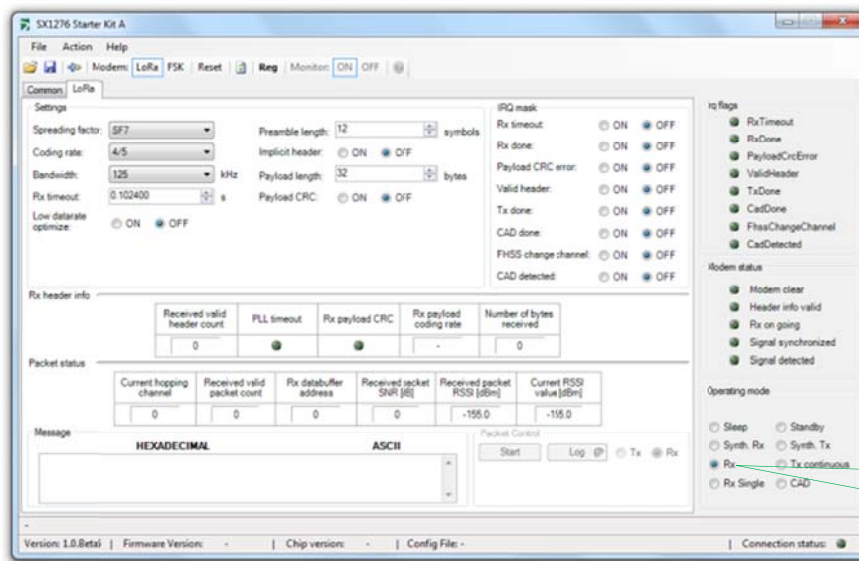 SX1276 Starter Kit A
File Action Help
Modem: LoRa FSK Reset Reg Monitor: ON OFF
Common LoRa
Settings
Spreading factor: SF7
Coding rate: 4/5
Bandwidth: 125 kHz
Rx timeout: 0.102400 s
Low datarate optimize: ON OFF
Preamble length: 12 symbols
Implicit header: ON OFF
Payload length: 32 bytes
Payload CRC: ON OFF
IRQ mask
Rx timeout: ON OFF
Rx done: ON OFF
Payload CRC error: ON OFF
Valid header: ON OFF
Tx done: ON OFF
CAD done: ON OFF
FHSS change channel: ON OFF
CAD detected: ON OFF
Irq flags
RxTimeout
RxDone
PayloadCrcError
ValidHeader
TxDone
CadDone
FhssChangeChannel
CadDetected
Modem status
Modem clear
Header info valid
Rx on going
Signal synchronized
Signal detected
Operating mode
Sleep Standby
Synth. Rx Synth. Tx
Rx Tx continuous
Rx Single CAD
Rx header info
Received valid header count PLL timeout Rx payload CRC Rx payload coding rate Number of bytes received
0 - 0
Packet status
Current hopping channel Received valid packet count Rx databuffer address Received packet SNR [dB] Received packet RSSI [dBm] Current RSSI value [dBm]
0 0 0 0 -155.0 -155.0
Message
HEXADECIMAL ASCII
Packet Control
Start Log Tx Rx
-
Version: 1.0.Beta6 | Firmware Version: - | Chip version: - | Config File: - | Connection status: